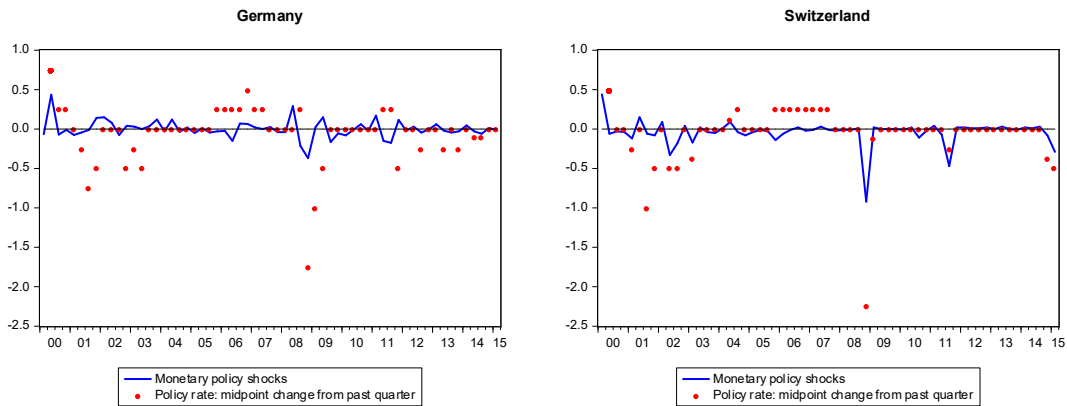 Germany
1.0
0.5
0.0
-0.5
-1.0
-1.5
-2.0
-2.5
00 01 02 03 04 05 06 07 08 09 10 11 12 13 14 15
Monetary policy shocks
Policy rate: midpoint change from past quarter
Switzerland
1.0
0.5
0.0
-0.5
-1.0
-1.5
-2.0
-2.5
00 01 02 03 04 05 06 07 08 09 10 11 12 13 14 15
Monetary policy shocks
Policy rate: midpoint change from past quarter